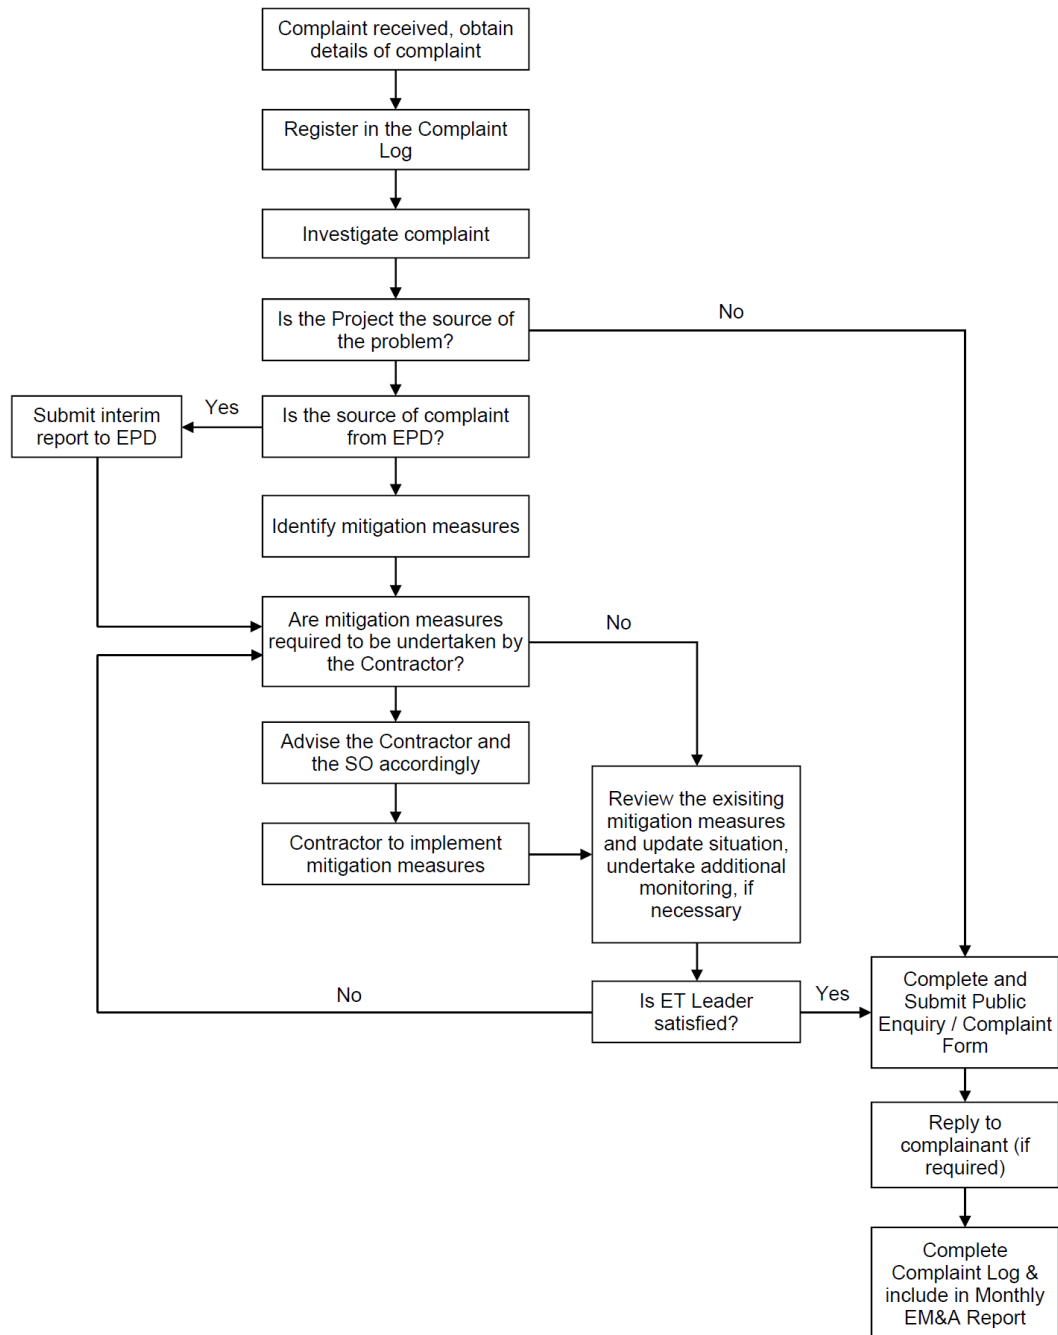 Complaint received, obtain
details of complaint
Register in the Complaint
Log
Investigate complaint
Is the Project the source of
the problem?
No
Submit interim
report to EPD
Yes
Is the source of complaint
from EPD?
Identify mitigation measures
Are mitigation measures
required to be undertaken by
the Contractor?
No
Advise the Contractor and
the SO accordingly
Contractor to implement
mitigation measures
Review the exisiting
mitigation measures
and update situation,
undertake additional
monitoring, if
necessary
No
Is ET Leader
satisfied?
Yes
Complete and
Submit Public
Enquiry / Complaint
Form
Reply to
complainant (if
required)
Complete
Complaint Log &
include in Monthly
EM&A Report